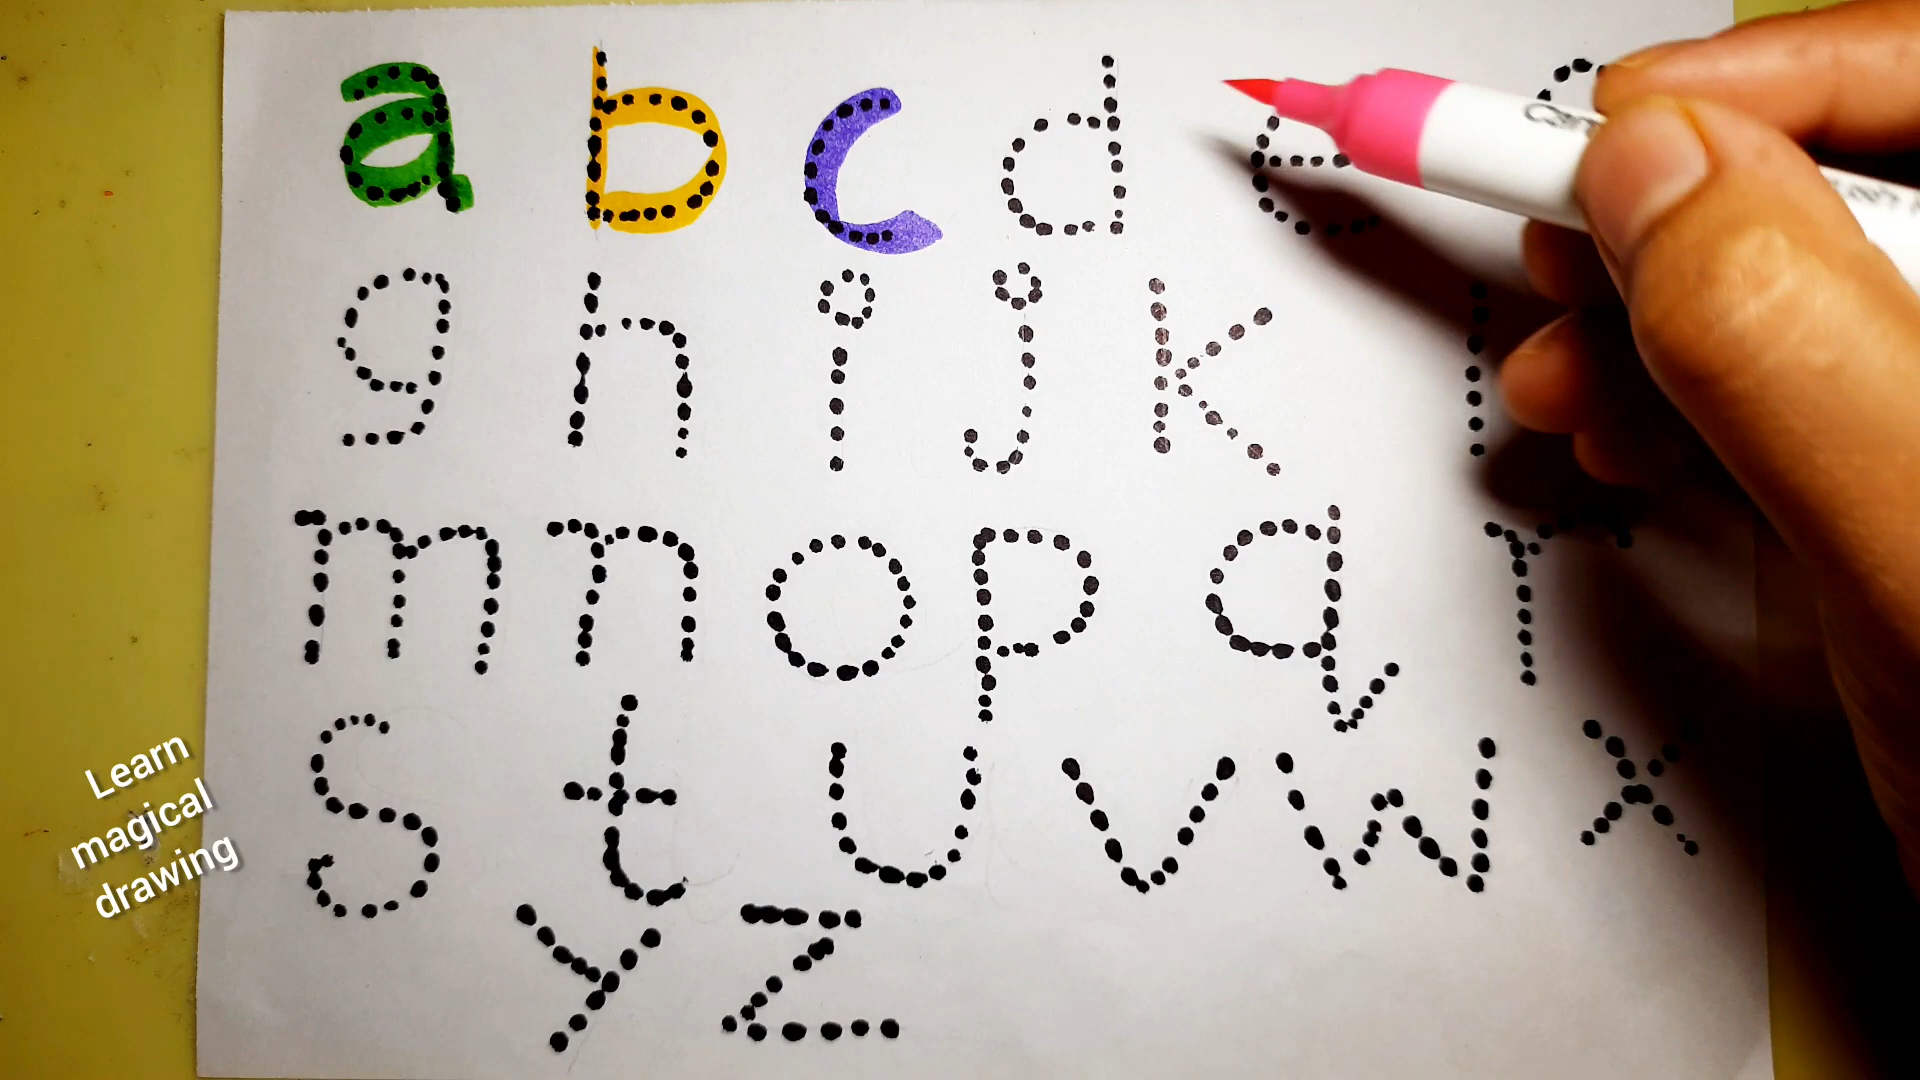 a b c d e f
g h i j k l
m n o p q r
s t u v w x
y z
Learn
magical
drawing